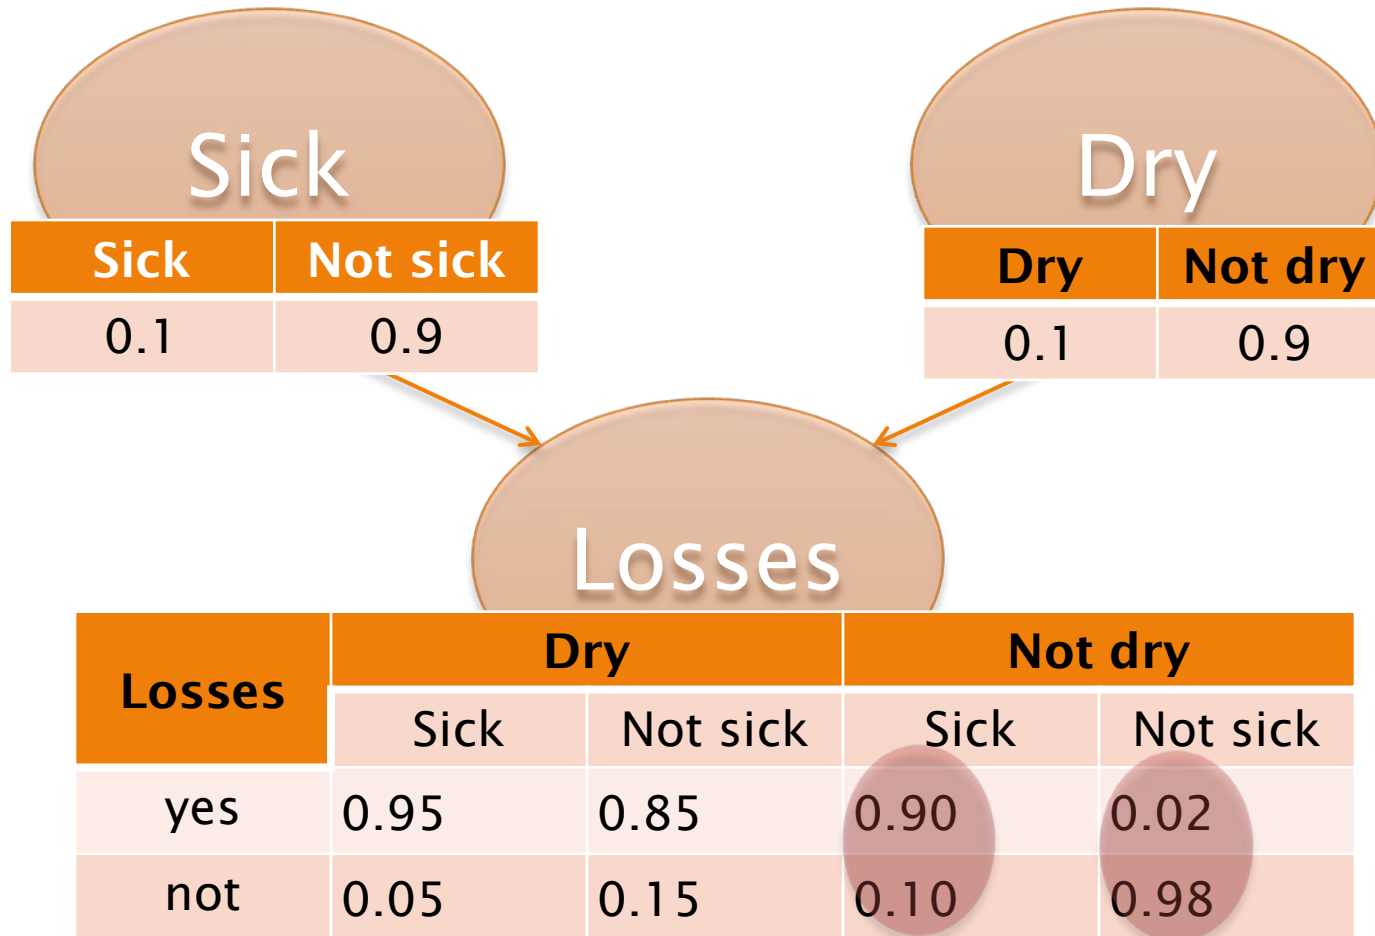 Sick
Dry
Sick Not sick
0.1 0.9
Dry Not dry
0.1 0.9
Losses
Losses Dry Not dry
Sick Not sick Sick Not sick
yes 0.95 0.85 0.90 0.02
not 0.05 0.15 0.10 0.98